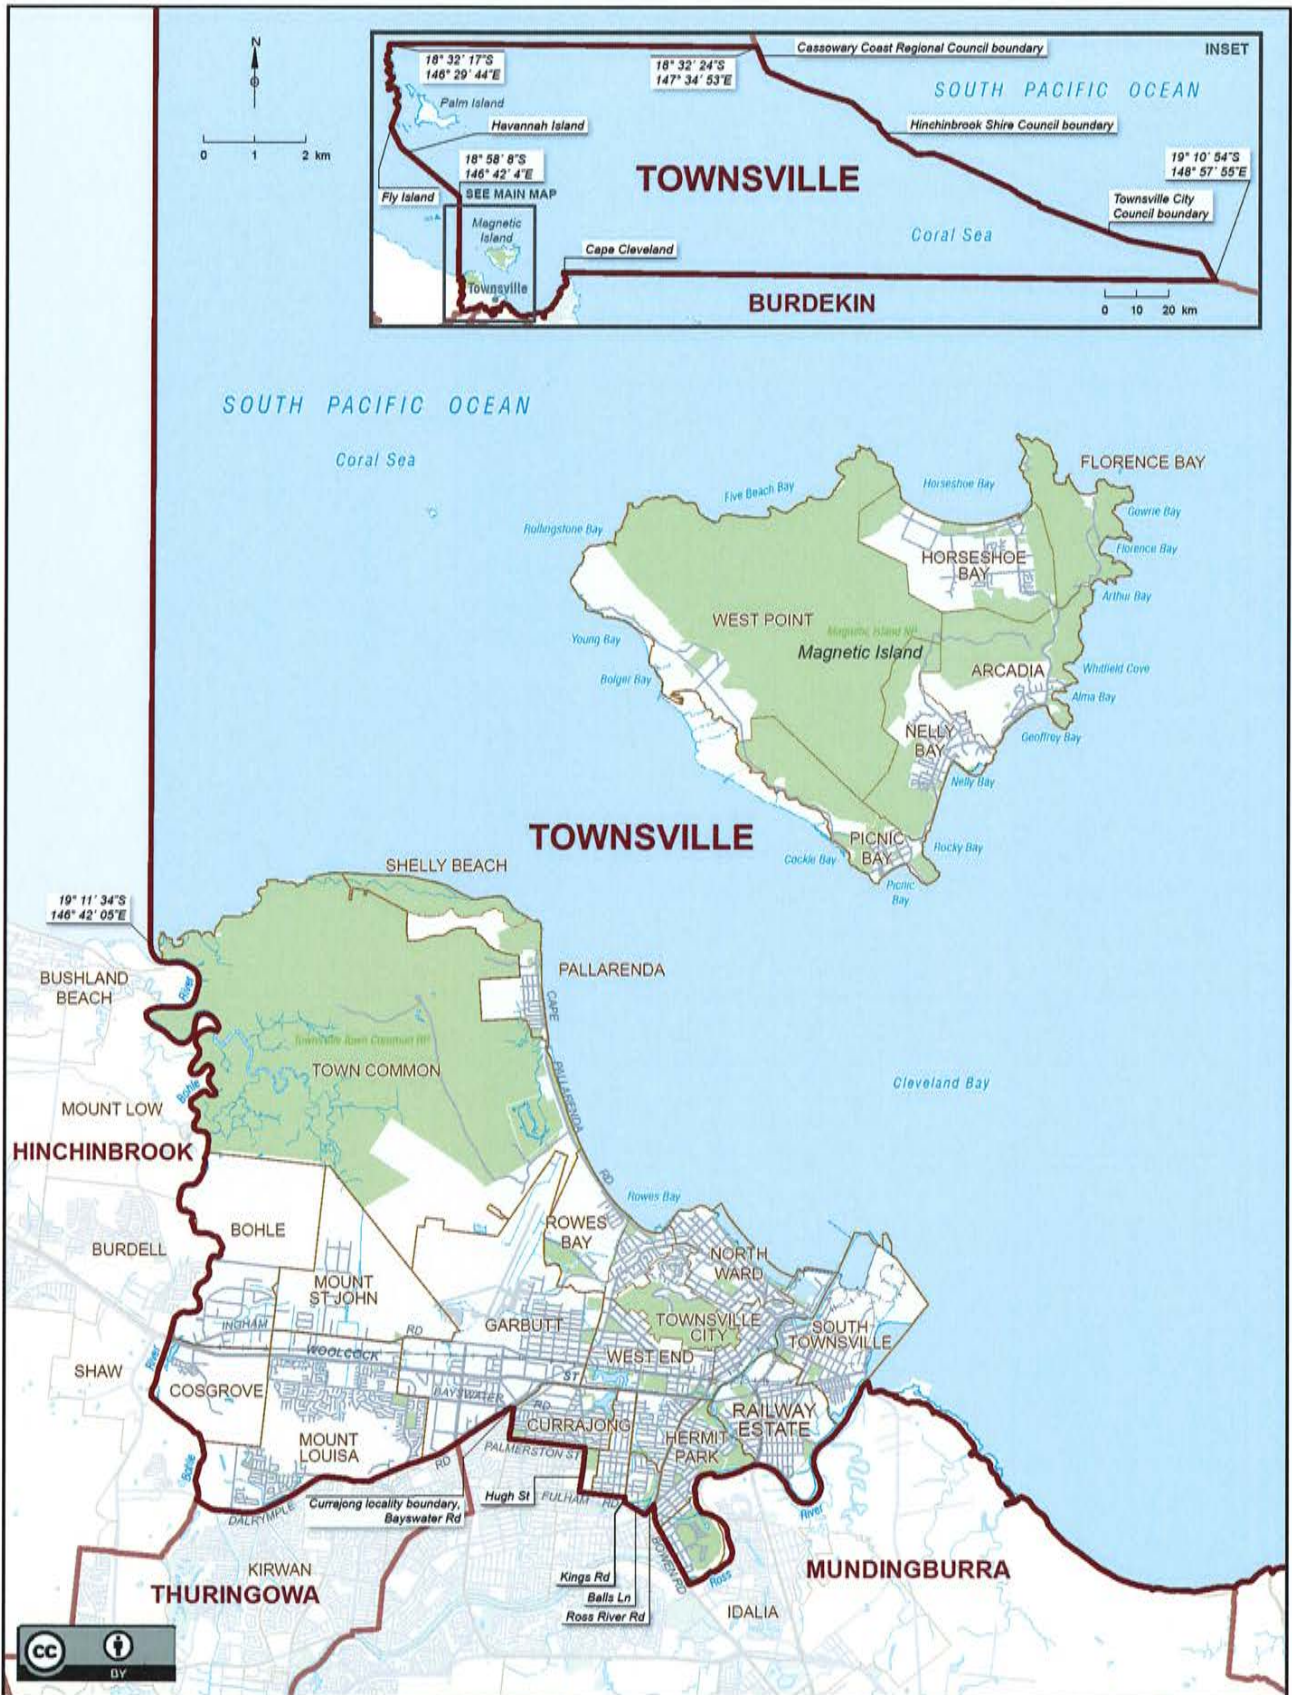 N
0 1 2 km
INSET
18° 32' 17"S
146° 29' 44"E
18° 32' 24"S
147° 34' 53"E
Cassowary Coast Regional Council boundary
SOUTH PACIFIC OCEAN
Palm Island
Havannah Island
Hinchinbrook Shire Council boundary
18° 58' 8"S
146° 42' 4"E
19° 10' 54"S
148° 57' 55"E
TOWNSVILLE
Fly Island
SEE MAIN MAP
Townsville City
Council boundary
Magnetic
Island
Coral Sea
Cape Cleveland
Townsville
BURDEKIN
0 10 20 km
SOUTH PACIFIC OCEAN
Coral Sea
FLORENCE BAY
Five Beach Bay
Horseshoe Bay
Gowrie Bay
Rollingstone Bay
Florence Bay
HORSESHOE
BAY
Arthur Bay
WEST POINT
Magnetic Island NP
Young Bay
Magnetic Island
ARCADIA
Whitfield Cove
Bolger Bay
Alma Bay
NELLY
BAY
Geoffrey Bay
Nelly Bay
TOWNSVILLE
PICNIC
BAY
Rocky Bay
Cockle Bay
Picnic
Bay
SHELLY BEACH
19° 11' 34"S
146° 42' 05"E
PALLARENDA
BUSHLAND
BEACH
River
CAPE
PALLARENDA
RD
Townsville Town Common NP
TOWN COMMON
Cleveland Bay
Bohle
MOUNT LOW
HINCHINBROOK
Rowes Bay
BOHLE
ROWES
BAY
BURDELL
NORTH
WARD
MOUNT
ST JOHN
INGHAM
RD
GARBUTT
TOWNSVILLE
CITY
SOUTH
TOWNSVILLE
River
WOOLCOCK
ST
WEST END
SHAW
COSGROVE
BAYSWATER
RD
CURRAJONG
RAILWAY
ESTATE
HERMIT
PARK
MOUNT
LOUISA
PALMERSTON ST
Bohle
RD
DALRYMPLE
Currajong locality boundary,
Bayswater Rd
Hugh St
FULHAM RD
River
BOWEN RD
Ross
KIRWAN
THURINGOWA
Kings Rd
Balls Ln
Ross River Rd
MUNDINGBURRA
IDALIA
CC
BY